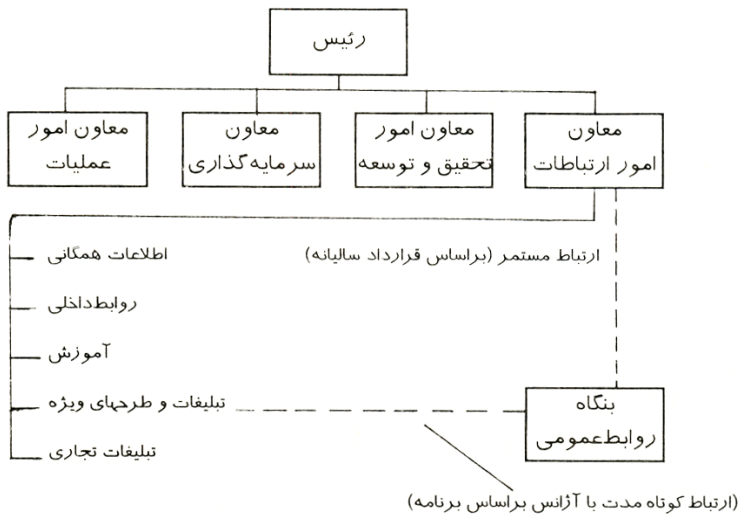 رئیس
معاون
امور ارتباطات
معاون امور
تحقیق و توسعه
معاون
سرمایه گذاری
معاون امور
عملیات
ارتباط مستمر (براساس قرارداد سالیانه)
اطلاعات همگانی
روابط داخلی
آموزش
تبلیغات و طرحهای ویژه
تبلیغات تجاری
بنگاه
روابط عمومی
(ارتباط کوتاه مدت با آژانس براساس برنامه)